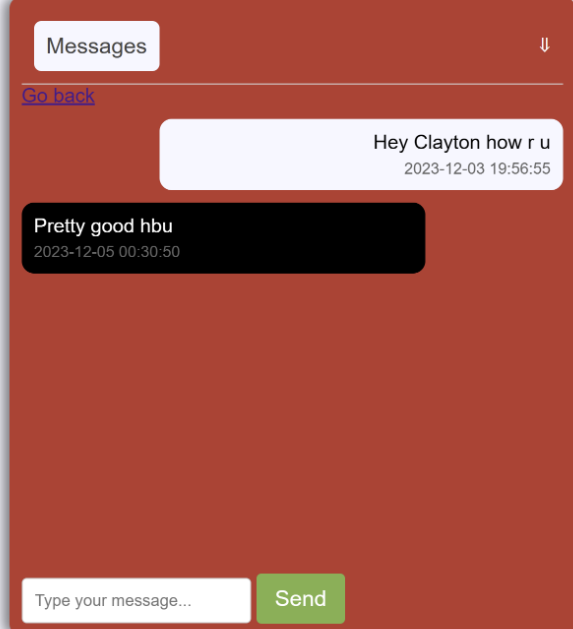 Messages
⇓
Go back
Hey Clayton how r u
2023-12-03 19:56:55
Pretty good hbu
2023-12-05 00:30:50
Type your message...
Send